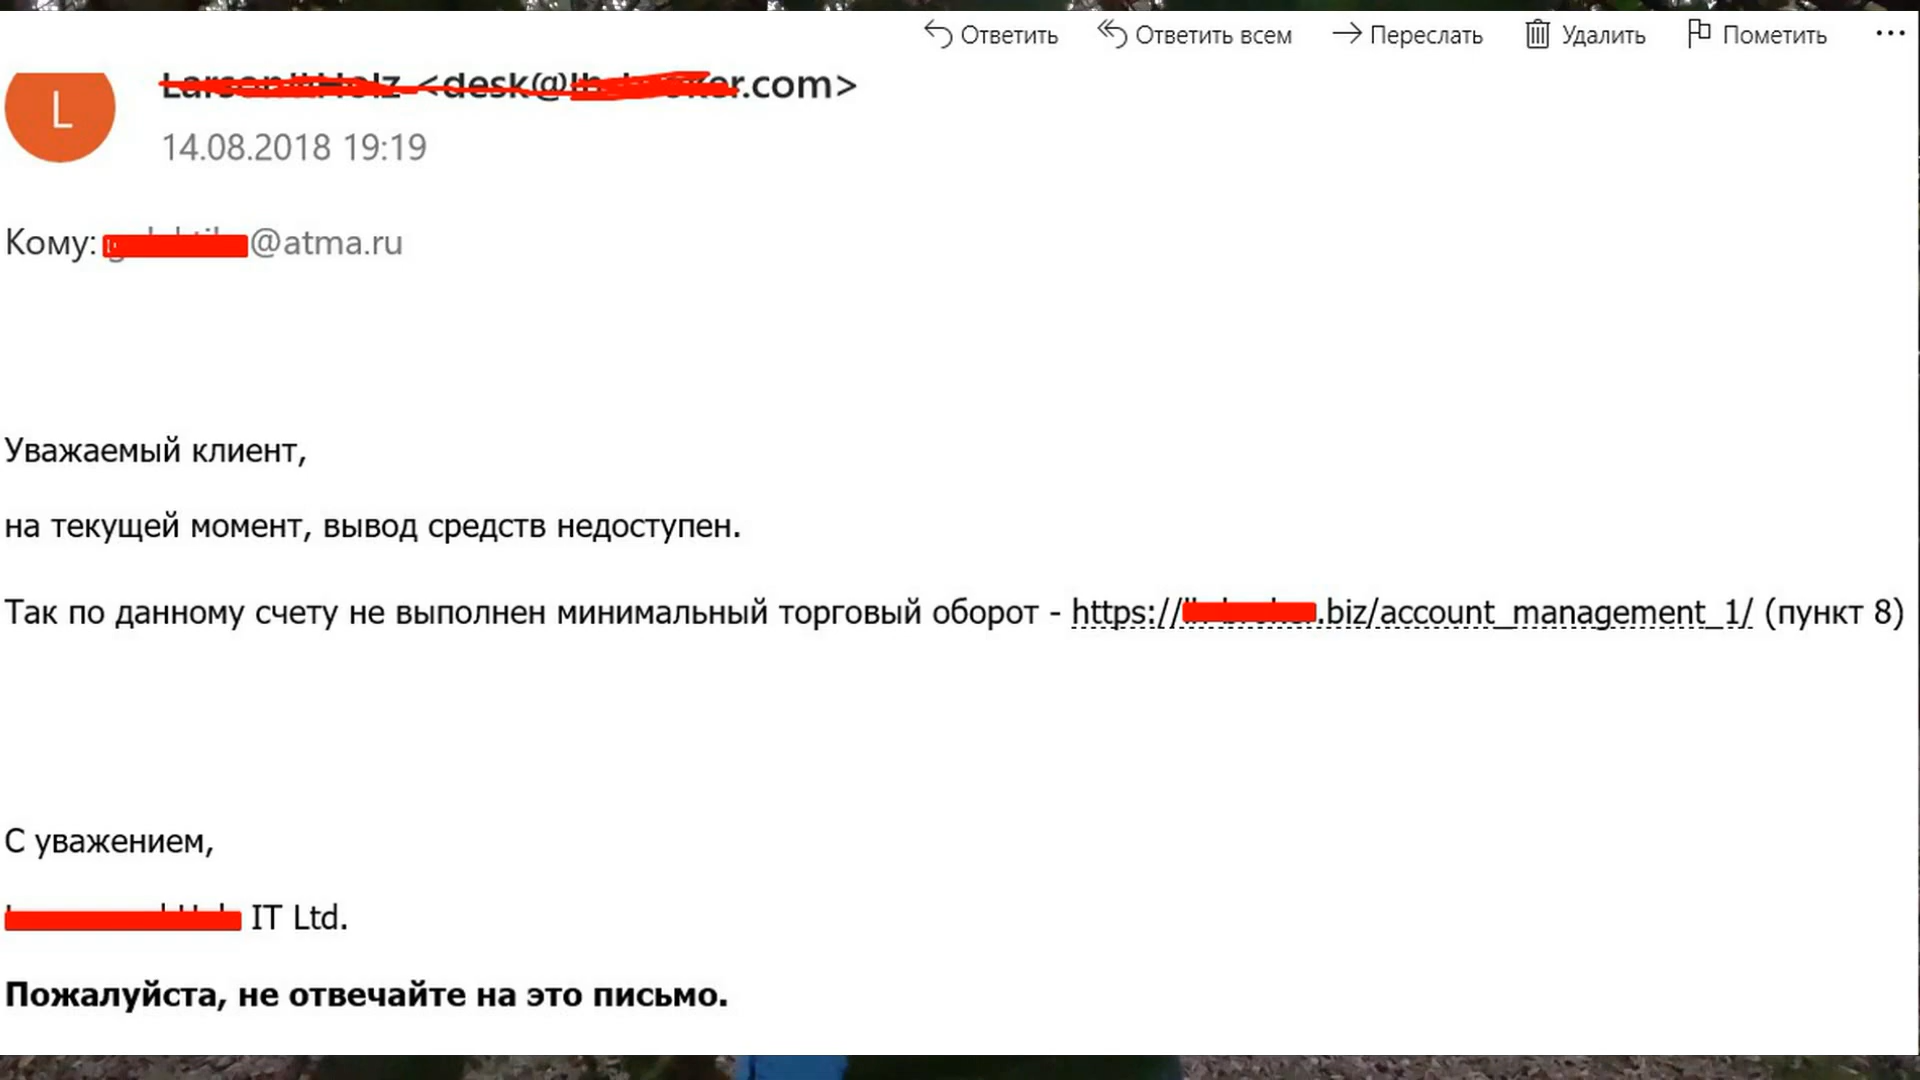 Ответить Ответить всем Переслать Удалить Пометить
L
<desk@ .com>
14.08.2018 19:19
Кому: @atma.ru
Уважаемый клиент,
на текущей момент, вывод средств недоступен.
Так по данному счету не выполнен минимальный торговый оборот - https:// .biz/account_management_1/ (пункт 8)
С уважением,
IT Ltd.
Пожалуйста, не отвечайте на это письмо.